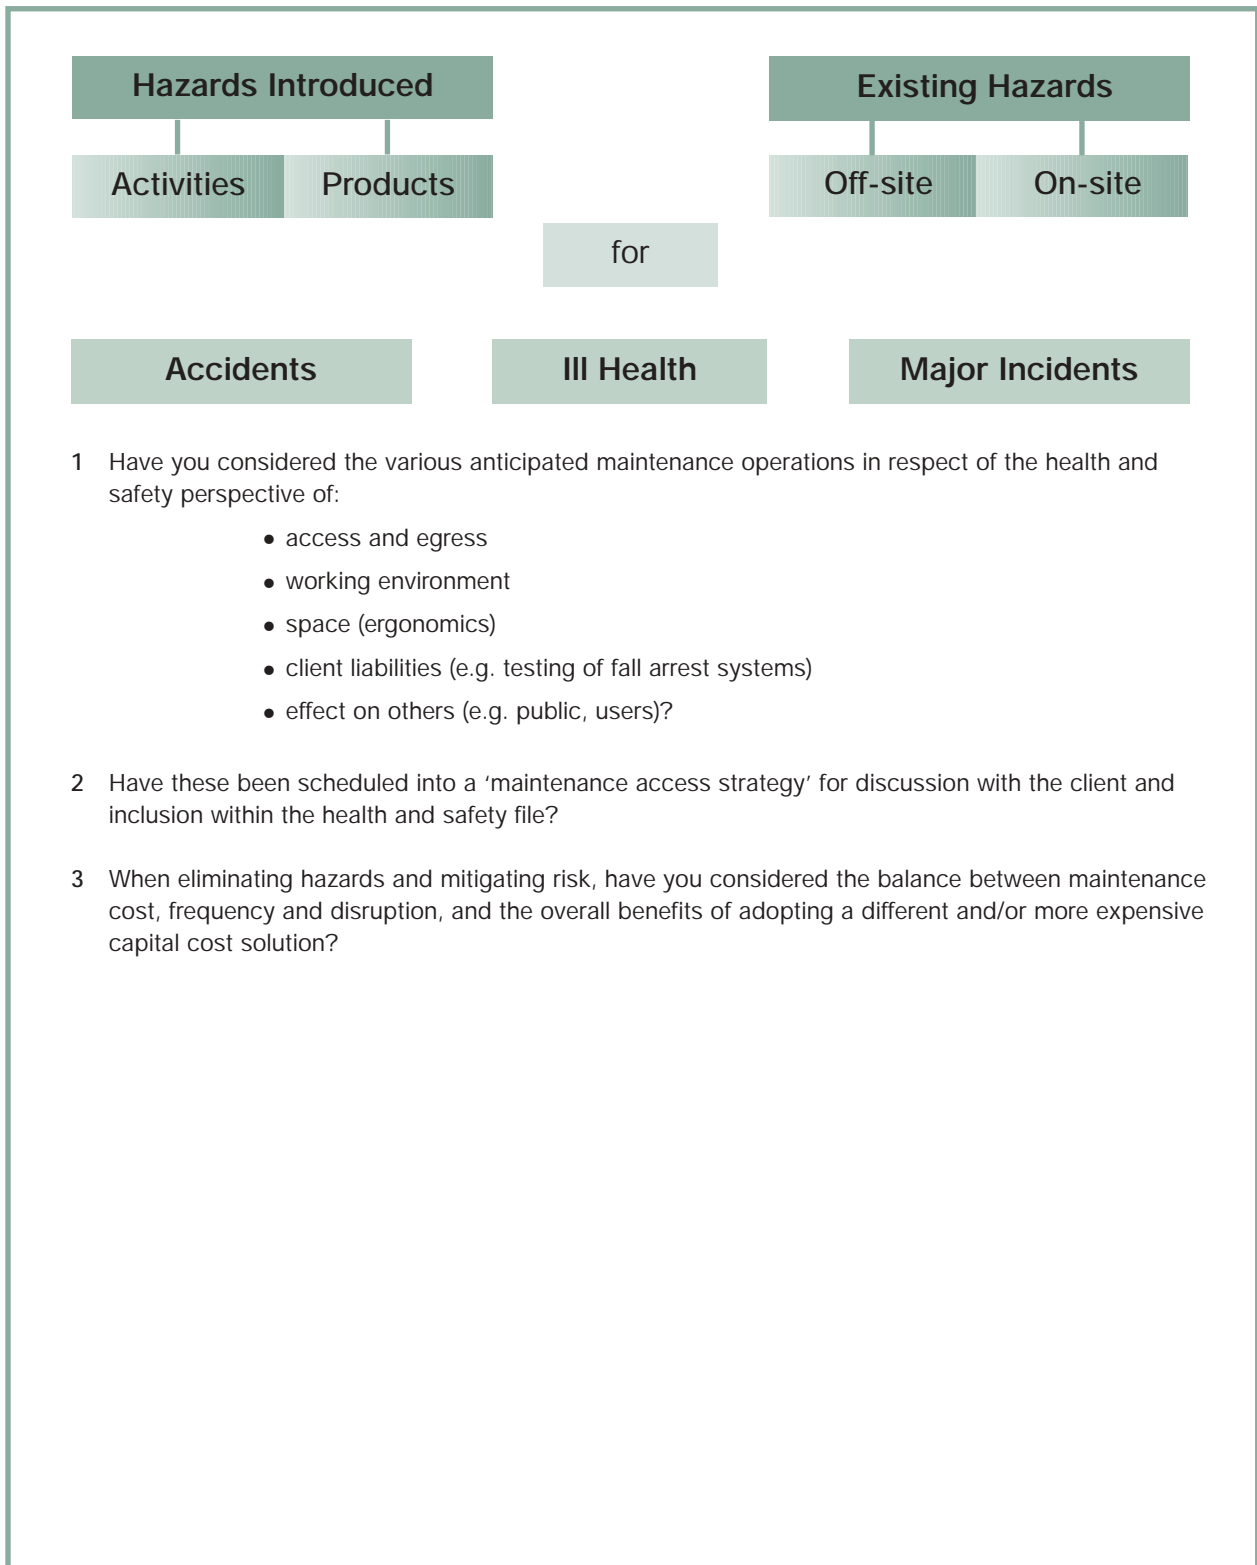 Hazards Introduced
Existing Hazards
Activities
Products
Off-site
On-site
for
Accidents
Ill Health
Major Incidents
1 Have you considered the various anticipated maintenance operations in respect of the health and
safety perspective of:
● access and egress
● working environment
● space (ergonomics)
● client liabilities (e.g. testing of fall arrest systems)
● effect on others (e.g. public, users)?
2 Have these been scheduled into a ‘maintenance access strategy’ for discussion with the client and
inclusion within the health and safety file?
3 When eliminating hazards and mitigating risk, have you considered the balance between maintenance
cost, frequency and disruption, and the overall benefits of adopting a different and/or more expensive
capital cost solution?